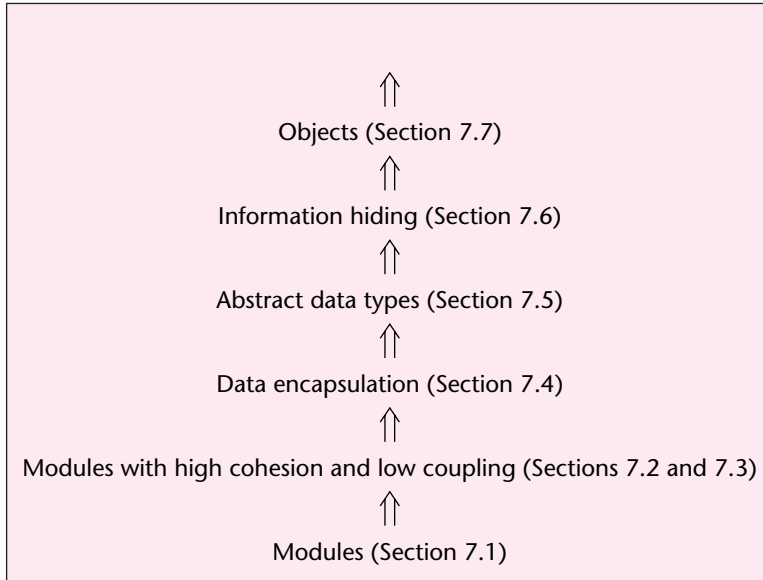 Objects (Section 7.7)
Information hiding (Section 7.6)
Abstract data types (Section 7.5)
Data encapsulation (Section 7.4)
Modules with high cohesion and low coupling (Sections 7.2 and 7.3)
Modules (Section 7.1)